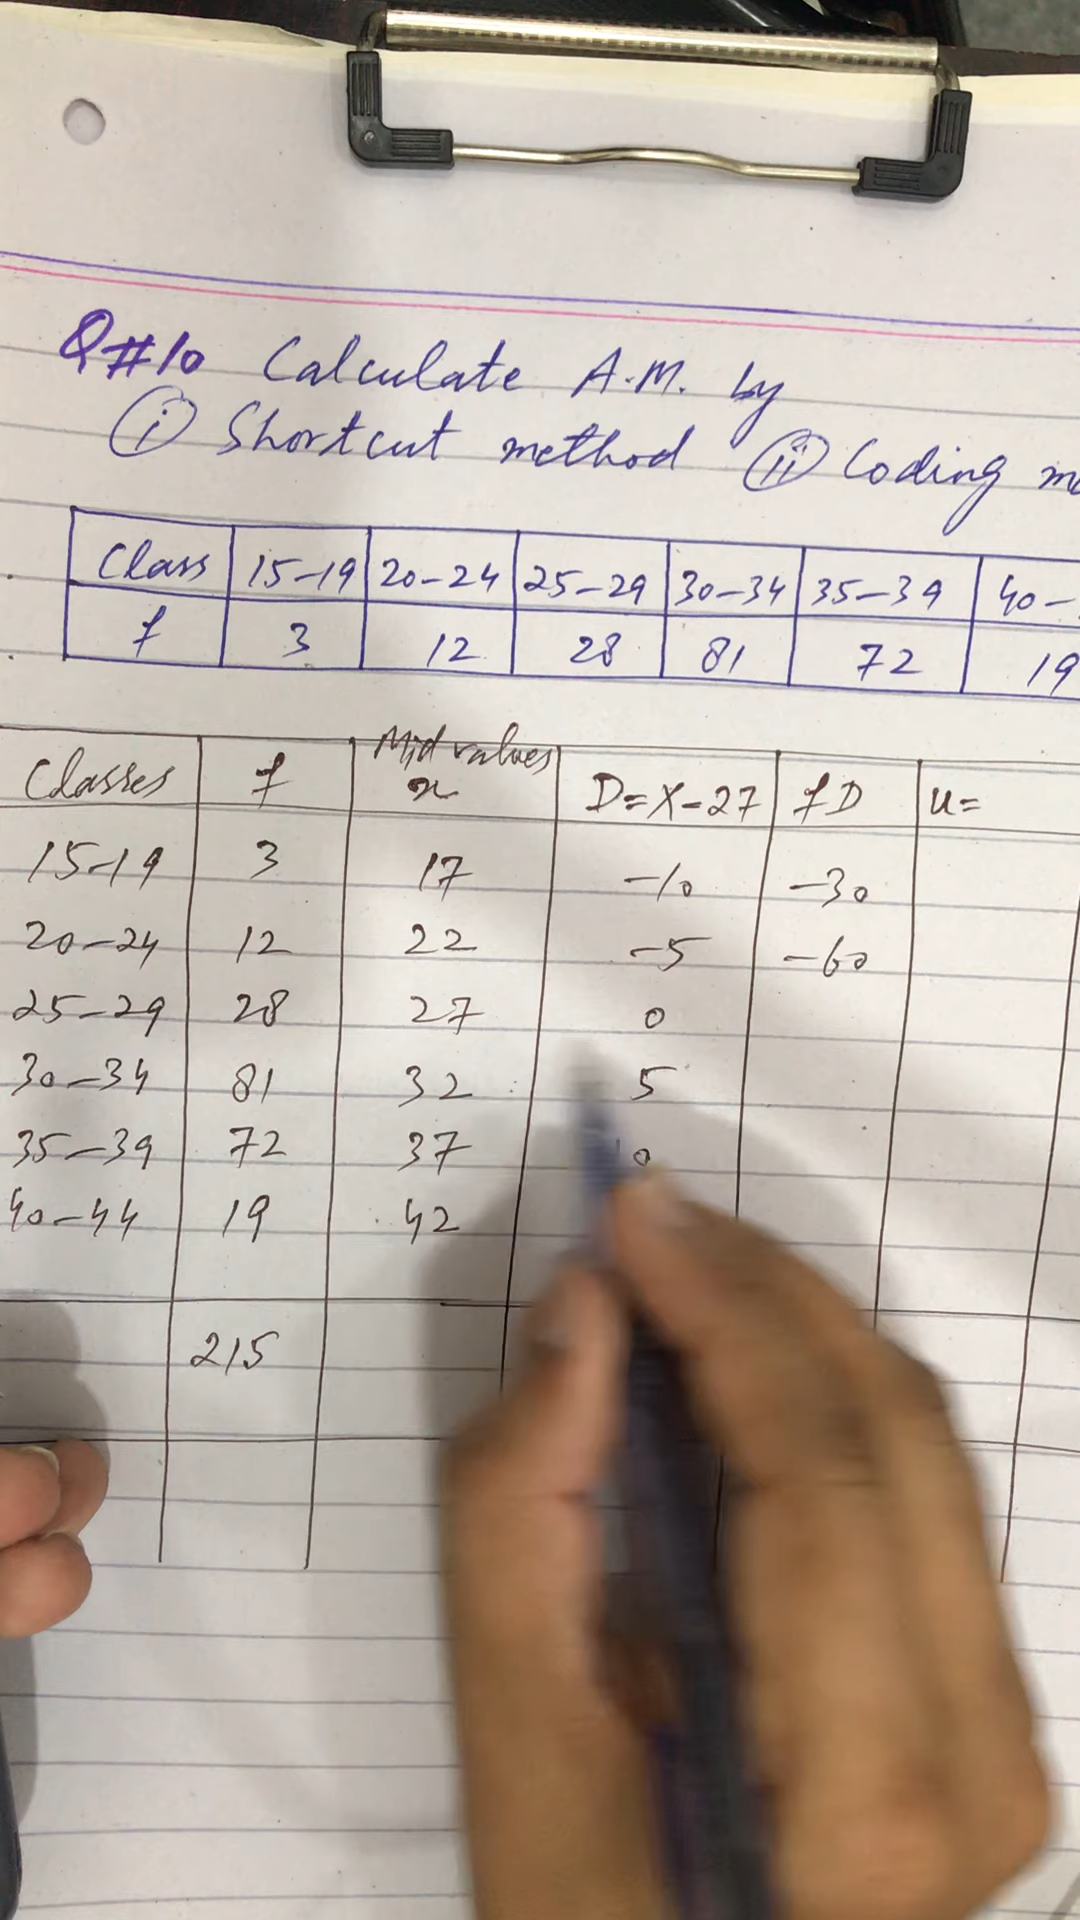 Q#10 Calculate A.M. by
(i) Shortcut method (ii) Coding
Class 15-19 20-24 25-29 30-34 35-39 40-
f 3 12 28 81 72 19
Classes f Mid values x D=X-27 fD u=
15-19 3 17 -10 -30
20-24 12 22 -5 -60
25-29 28 27 0
30-34 81 32 5
35-39 72 37 10
40-44 19 42
215